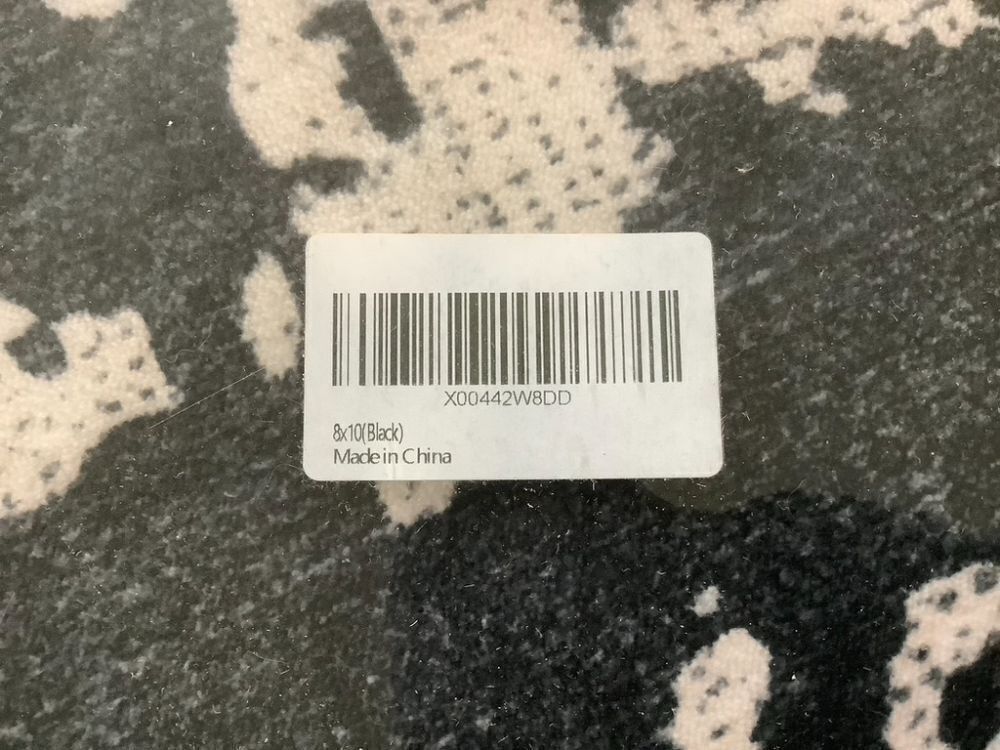 X00442W8DD
8x10(Black)
Made in China